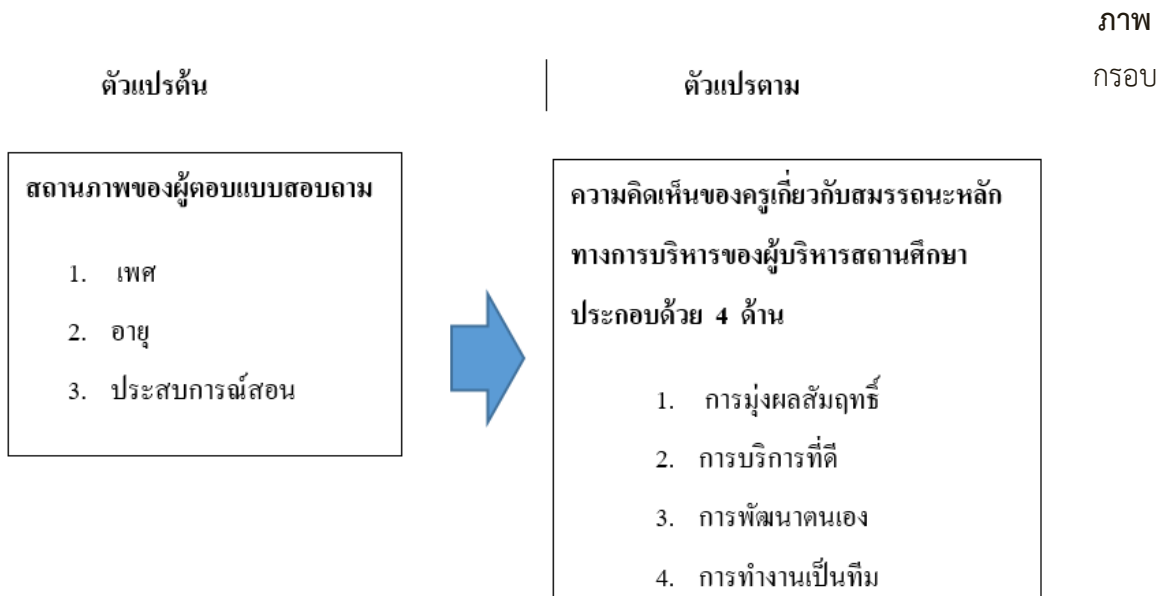 ภาพ
กรอบ
ตัวแปรต้น
ตัวแปรตาม
สถานภาพของผู้ตอบแบบสอบถาม
1. เพศ
2. อายุ
3. ประสบการณ์สอน
ความคิดเห็นของครูเกี่ยวกับสมรรถนะหลัก
ทางการบริหารของผู้บริหารสถานศึกษา
ประกอบด้วย 4 ด้าน
1. การมุ่งผลสัมฤทธิ์
2. การบริการที่ดี
3. การพัฒนาตนเอง
4. การทำงานเป็นทีม